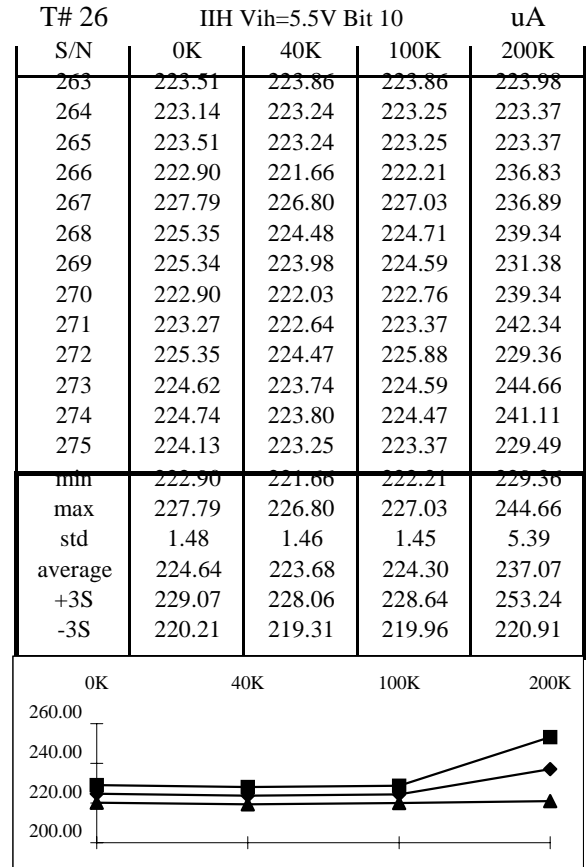 T# 26 IIH Vih=5.5V Bit 10 uA
S/N 0K 40K 100K 200K
263 223.51 223.86 223.86 223.98
264 223.14 223.24 223.25 223.37
265 223.51 223.24 223.25 223.37
266 222.90 221.66 222.21 236.83
267 227.79 226.80 227.03 236.89
268 225.35 224.48 224.71 239.34
269 225.34 223.98 224.59 231.38
270 222.90 222.03 222.76 239.34
271 223.27 222.64 223.37 242.34
272 225.35 224.47 225.88 229.36
273 224.62 223.74 224.59 244.66
274 224.74 223.80 224.47 241.11
275 224.13 223.25 223.37 229.49
min 222.90 221.66 222.21 229.36
max 227.79 226.80 227.03 244.66
std 1.48 1.46 1.45 5.39
average 224.64 223.68 224.30 237.07
+3S 229.07 228.06 228.64 253.24
-3S 220.21 219.31 219.96 220.91
0K 40K 100K 200K
260.00
240.00
220.00
200.00